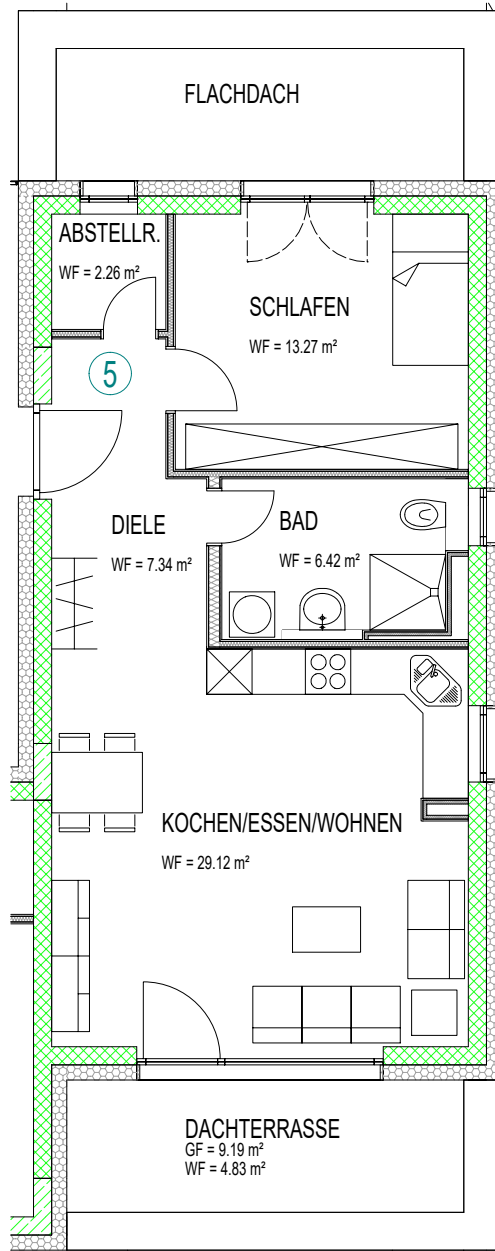 FLACHDACH
ABSTELLR.
WF = 2.26 m²
SCHLAFEN
WF = 13.27 m²
5
DIELE
WF = 7.34 m²
BAD
WF = 6.42 m²
KOCHEN/ESSEN/WOHNEN
WF = 29.12 m²
DACHTERRASSE
GF = 9.19 m²
WF = 4.83 m²